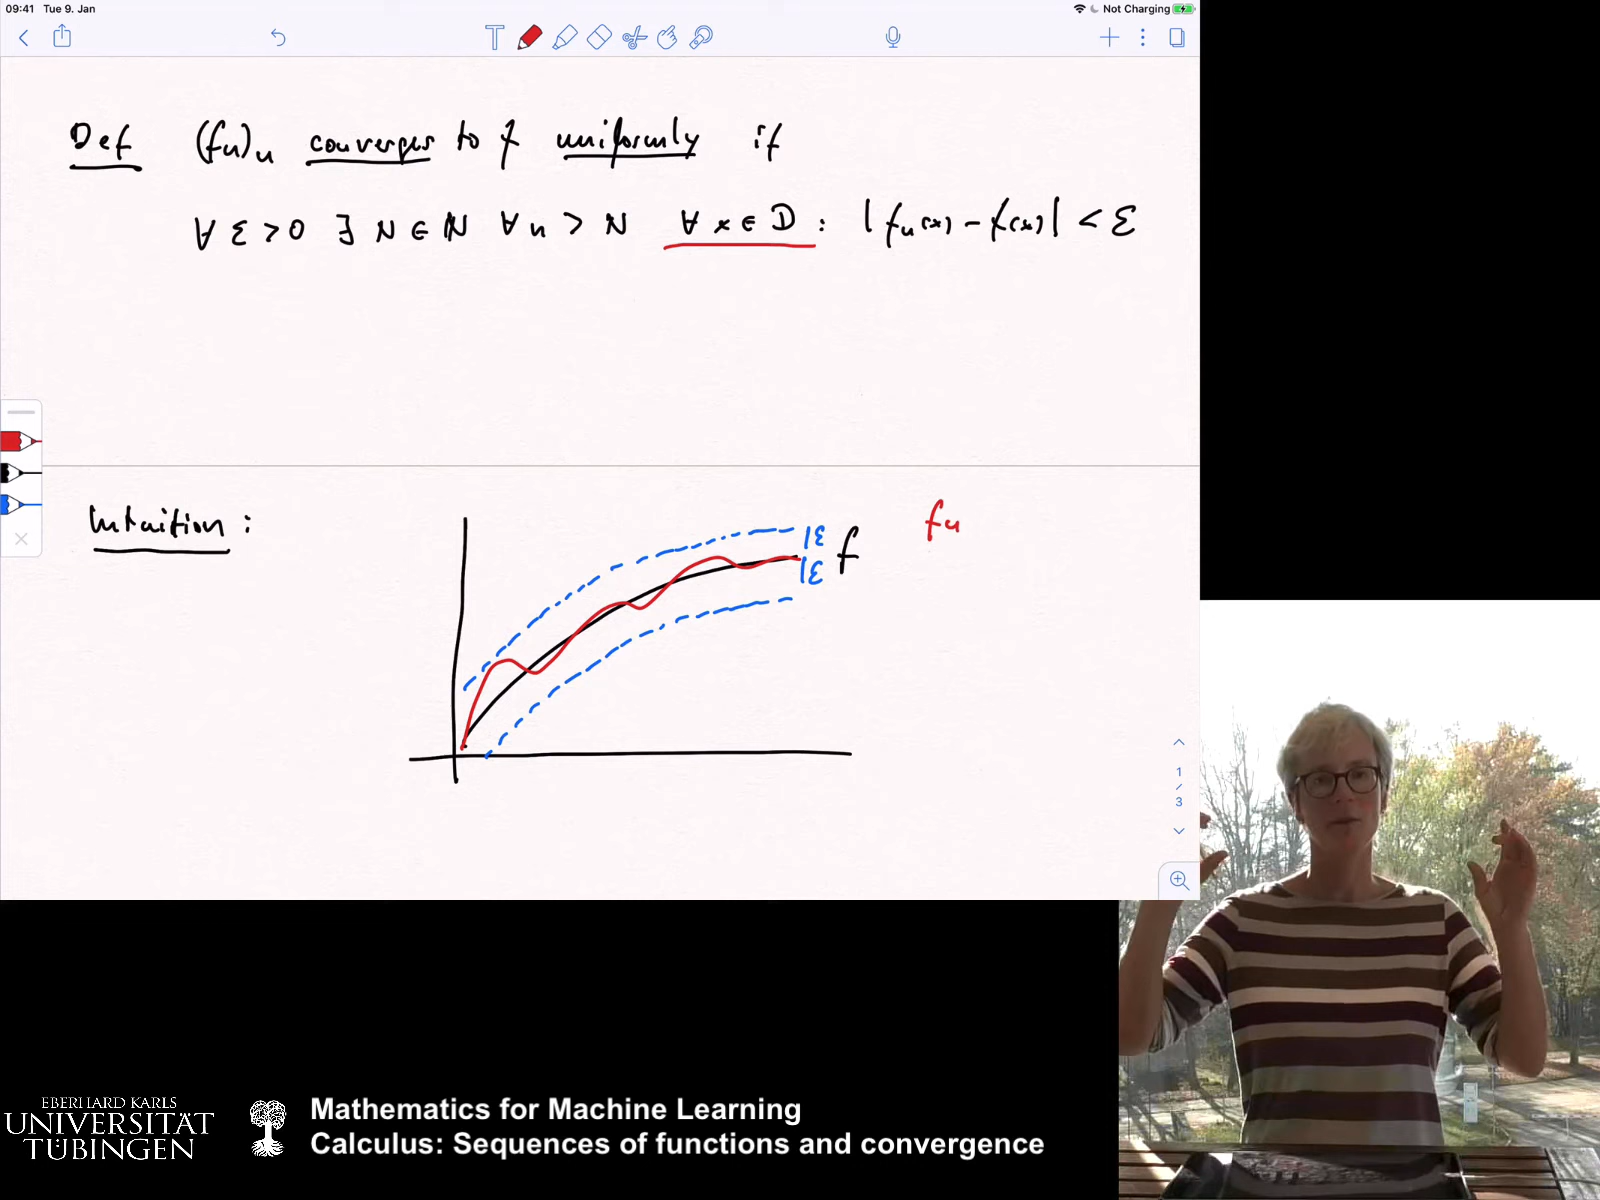 09:41 Tue 9. Jan
Not Charging
T
Def (fn)n converges to f uniformly if
∀ ε > 0 ∃ N ∈ ℕ ∀ n > N ∀ x ∈ D : | fn(x) - f(x) | < ε
Intuition :
fn
ε
f
ε
1
/
3
EBERHARD KARLS
UNIVERSITÄT
TÜBINGEN
Mathematics for Machine Learning
Calculus: Sequences of functions and convergence